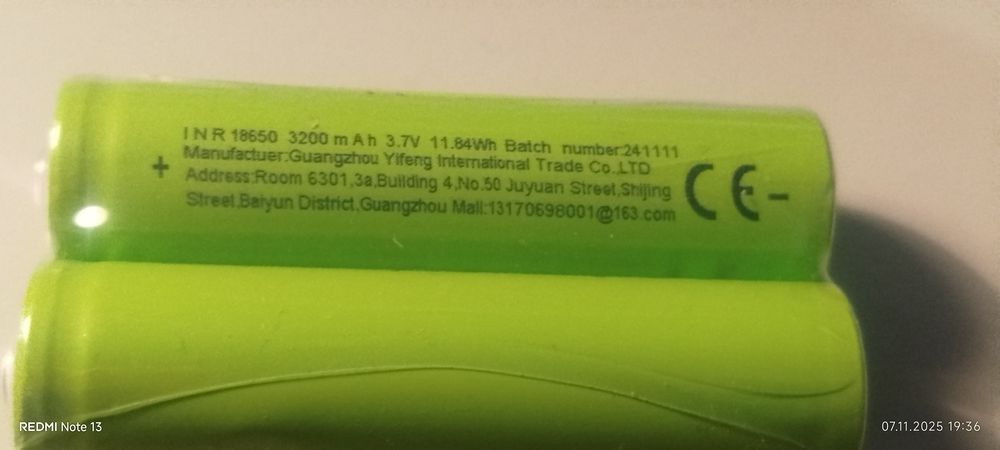 INR 18650 3200 mAh 3.7V 11.84Wh Batch number:241111
Manufactuer:Guangzhou Yifeng International Trade Co.,LTD
+
Address:Room 6301,3a,Building 4,No.50 Juyuan Street,Shijing
Street,Baiyun District,Guangzhou Mail:13170698001@163.com
CE -
REDMI Note 13
07.11.2025 19:36